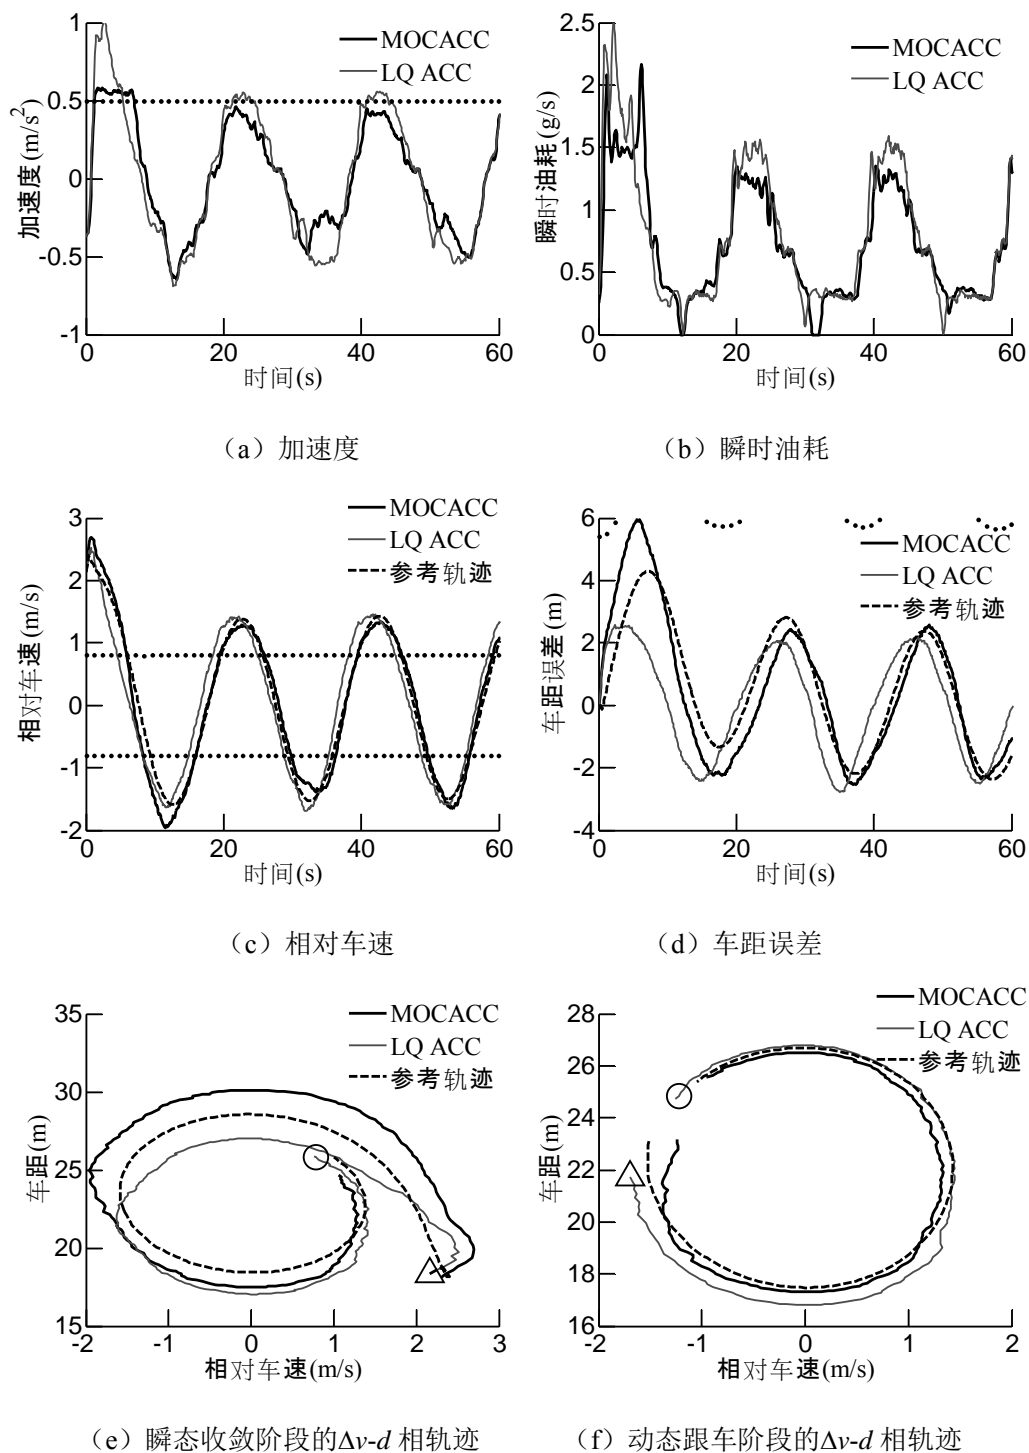 1
0.5
0
-0.5
-1
加速度(m/s²)
MOCACC
LQ ACC
0 20 40 60
时间(s)
(a)加速度
2.5
2
1.5
1
0.5
0
瞬时油耗(g/s)
MOCACC
LQ ACC
0 20 40 60
时间(s)
(b)瞬时油耗
3
2
1
0
-1
-2
相对车速(m/s)
MOCACC
LQ ACC
参考轨迹
0 20 40 60
时间(s)
(c)相对车速
6
4
2
0
-2
-4
车距误差(m)
MOCACC
LQ ACC
参考轨迹
0 20 40 60
时间(s)
(d)车距误差
35
30
25
20
15
车距(m)
MOCACC
LQ ACC
参考轨迹
-2 -1 0 1 2 3
相对车速(m/s)
(e)瞬态收敛阶段的Δv-d 相轨迹
28
26
24
22
20
18
16
车距(m)
MOCACC
LQ ACC
参考轨迹
-2 -1 0 1 2
相对车速(m/s)
(f)动态跟车阶段的Δv-d 相轨迹